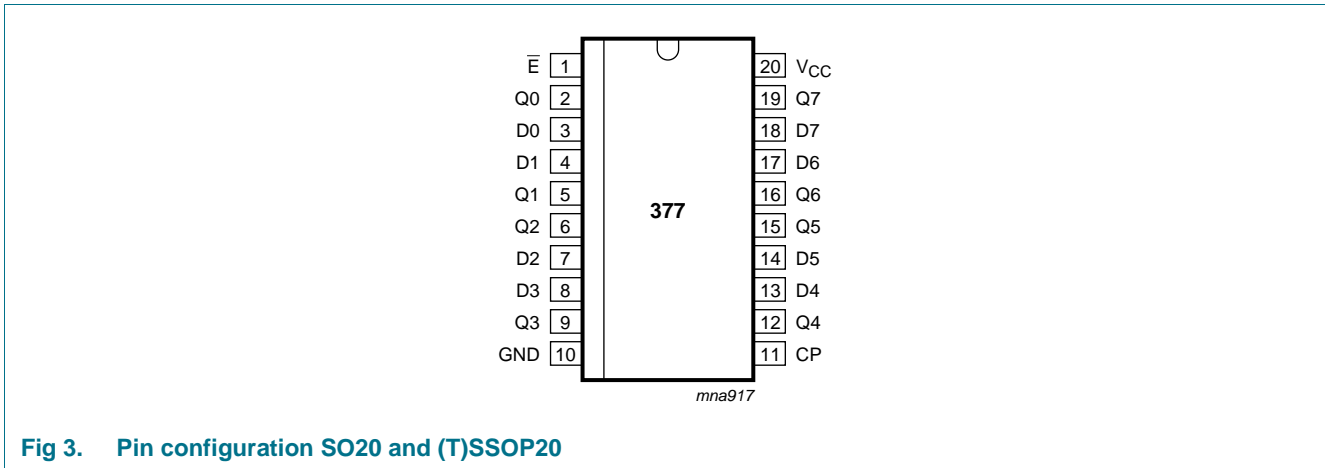 E̅ 1 20 VCC
Q0 2 19 Q7
D0 3 18 D7
D1 4 17 D6
Q1 5 16 Q6
377
Q2 6 15 Q5
D2 7 14 D5
D3 8 13 D4
Q3 9 12 Q4
GND 10 11 CP
mna917
Fig 3. Pin configuration SO20 and (T)SSOP20